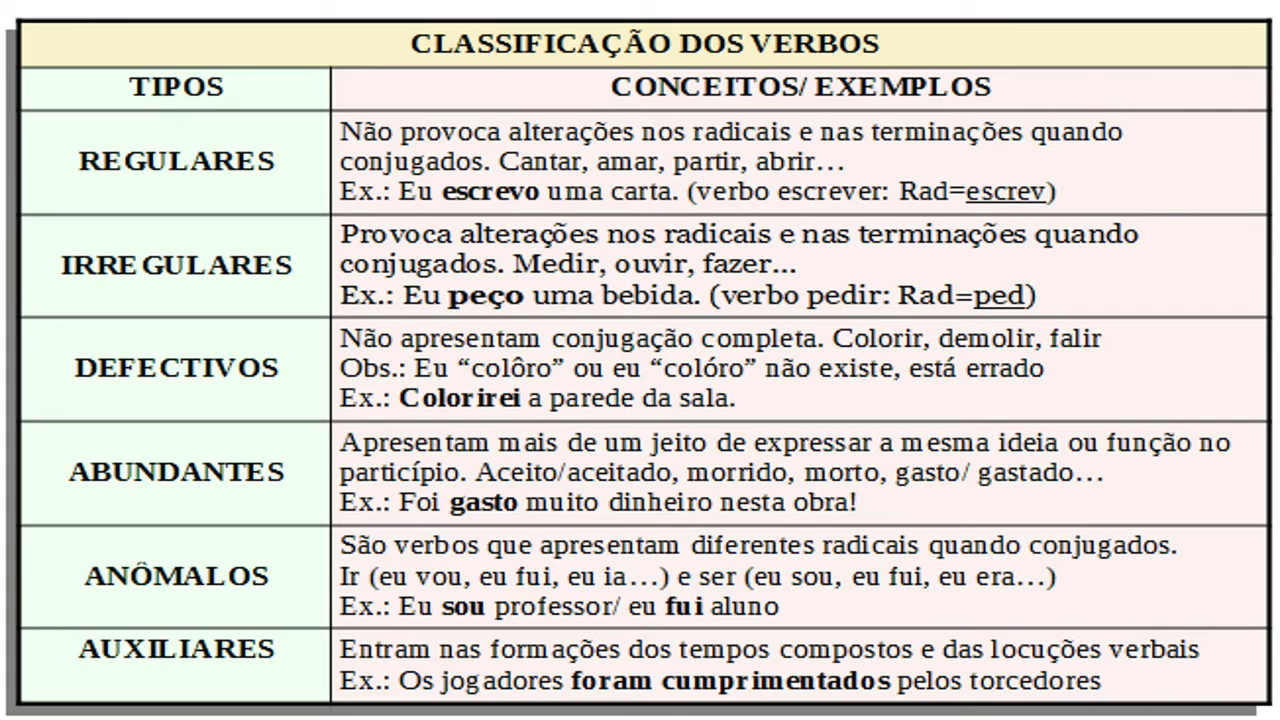 CLASSIFICAÇÃO DOS VERBOS
TIPOS
CONCEITOS/ EXEMPLOS
REGULARES
Não provoca alterações nos radicais e nas terminações quando
conjugados. Cantar, amar, partir, abrir…
Ex.: Eu escrevo uma carta. (verbo escrever: Rad=escrev)
IRREGULARES
Provoca alterações nos radicais e nas terminações quando
conjugados. Medir, ouvir, fazer...
Ex.: Eu peço uma bebida. (verbo pedir: Rad=ped)
DEFECTIVOS
Não apresentam conjugação completa. Colorir, demolir, falir
Obs.: Eu “colôro” ou eu “colóro” não existe, está errado
Ex.: Colorirei a parede da sala.
ABUNDANTES
Apresentam mais de um jeito de expressar a mesma ideia ou função no
particípio. Aceito/aceitado, morrido, morto, gasto/ gastado…
Ex.: Foi gasto muito dinheiro nesta obra!
ANÔMALOS
São verbos que apresentam diferentes radicais quando conjugados.
Ir (eu vou, eu fui, eu ia…) e ser (eu sou, eu fui, eu era…)
Ex.: Eu sou professor/ eu fui aluno
AUXILIARES
Entram nas formações dos tempos compostos e das locuções verbais
Ex.: Os jogadores foram cumprimentados pelos torcedores